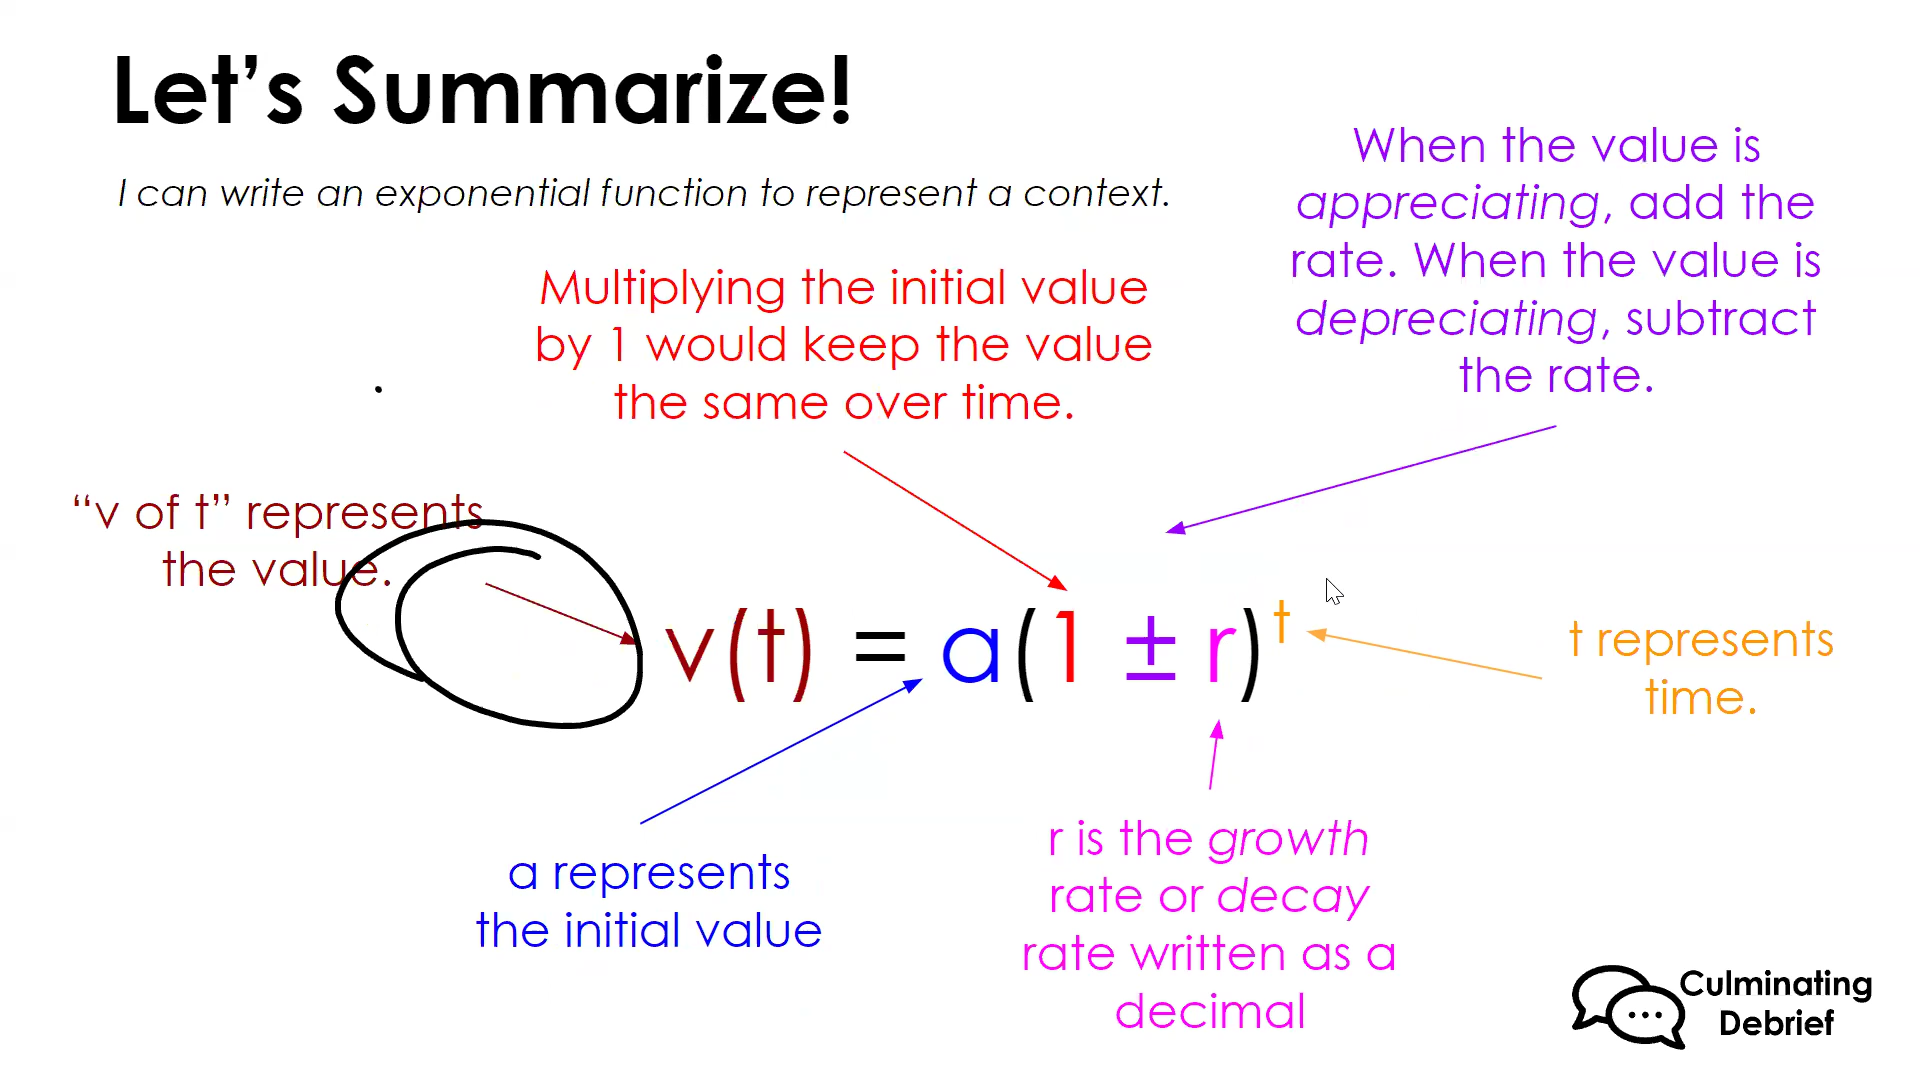 Let’s Summarize!
I can write an exponential function to represent a context.
When the value is
appreciating, add the
rate. When the value is
depreciating, subtract
the rate.
Multiplying the initial value
by 1 would keep the value
the same over time.
“v of t” represents
the value.
v(t) = a(1 ± r)^t
t represents
time.
a represents
the initial value
r is the growth
rate or decay
rate written as a
decimal
Culminating
Debrief